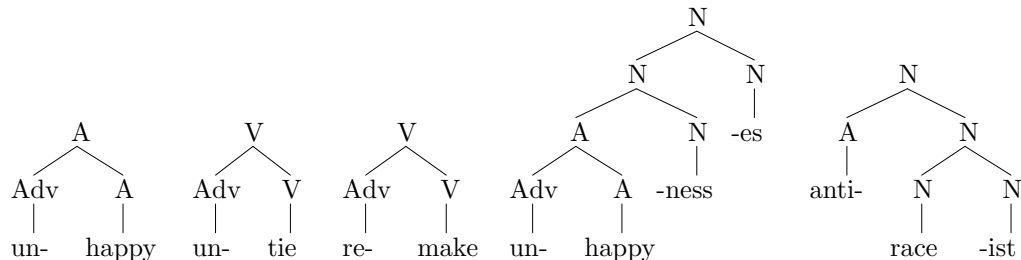 N
N N
N
A V V A N -es A N
Adv A Adv V Adv V Adv A -ness anti- N N
un- happy un- tie re- make un- happy race -ist